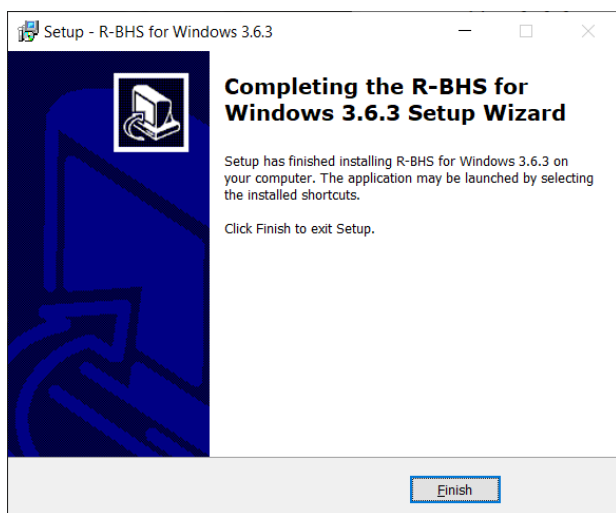 Setup - R-BHS for Windows 3.6.3
Completing the R-BHS for
Windows 3.6.3 Setup Wizard
Setup has finished installing R-BHS for Windows 3.6.3 on
your computer. The application may be launched by selecting
the installed shortcuts.
Click Finish to exit Setup.
Finish